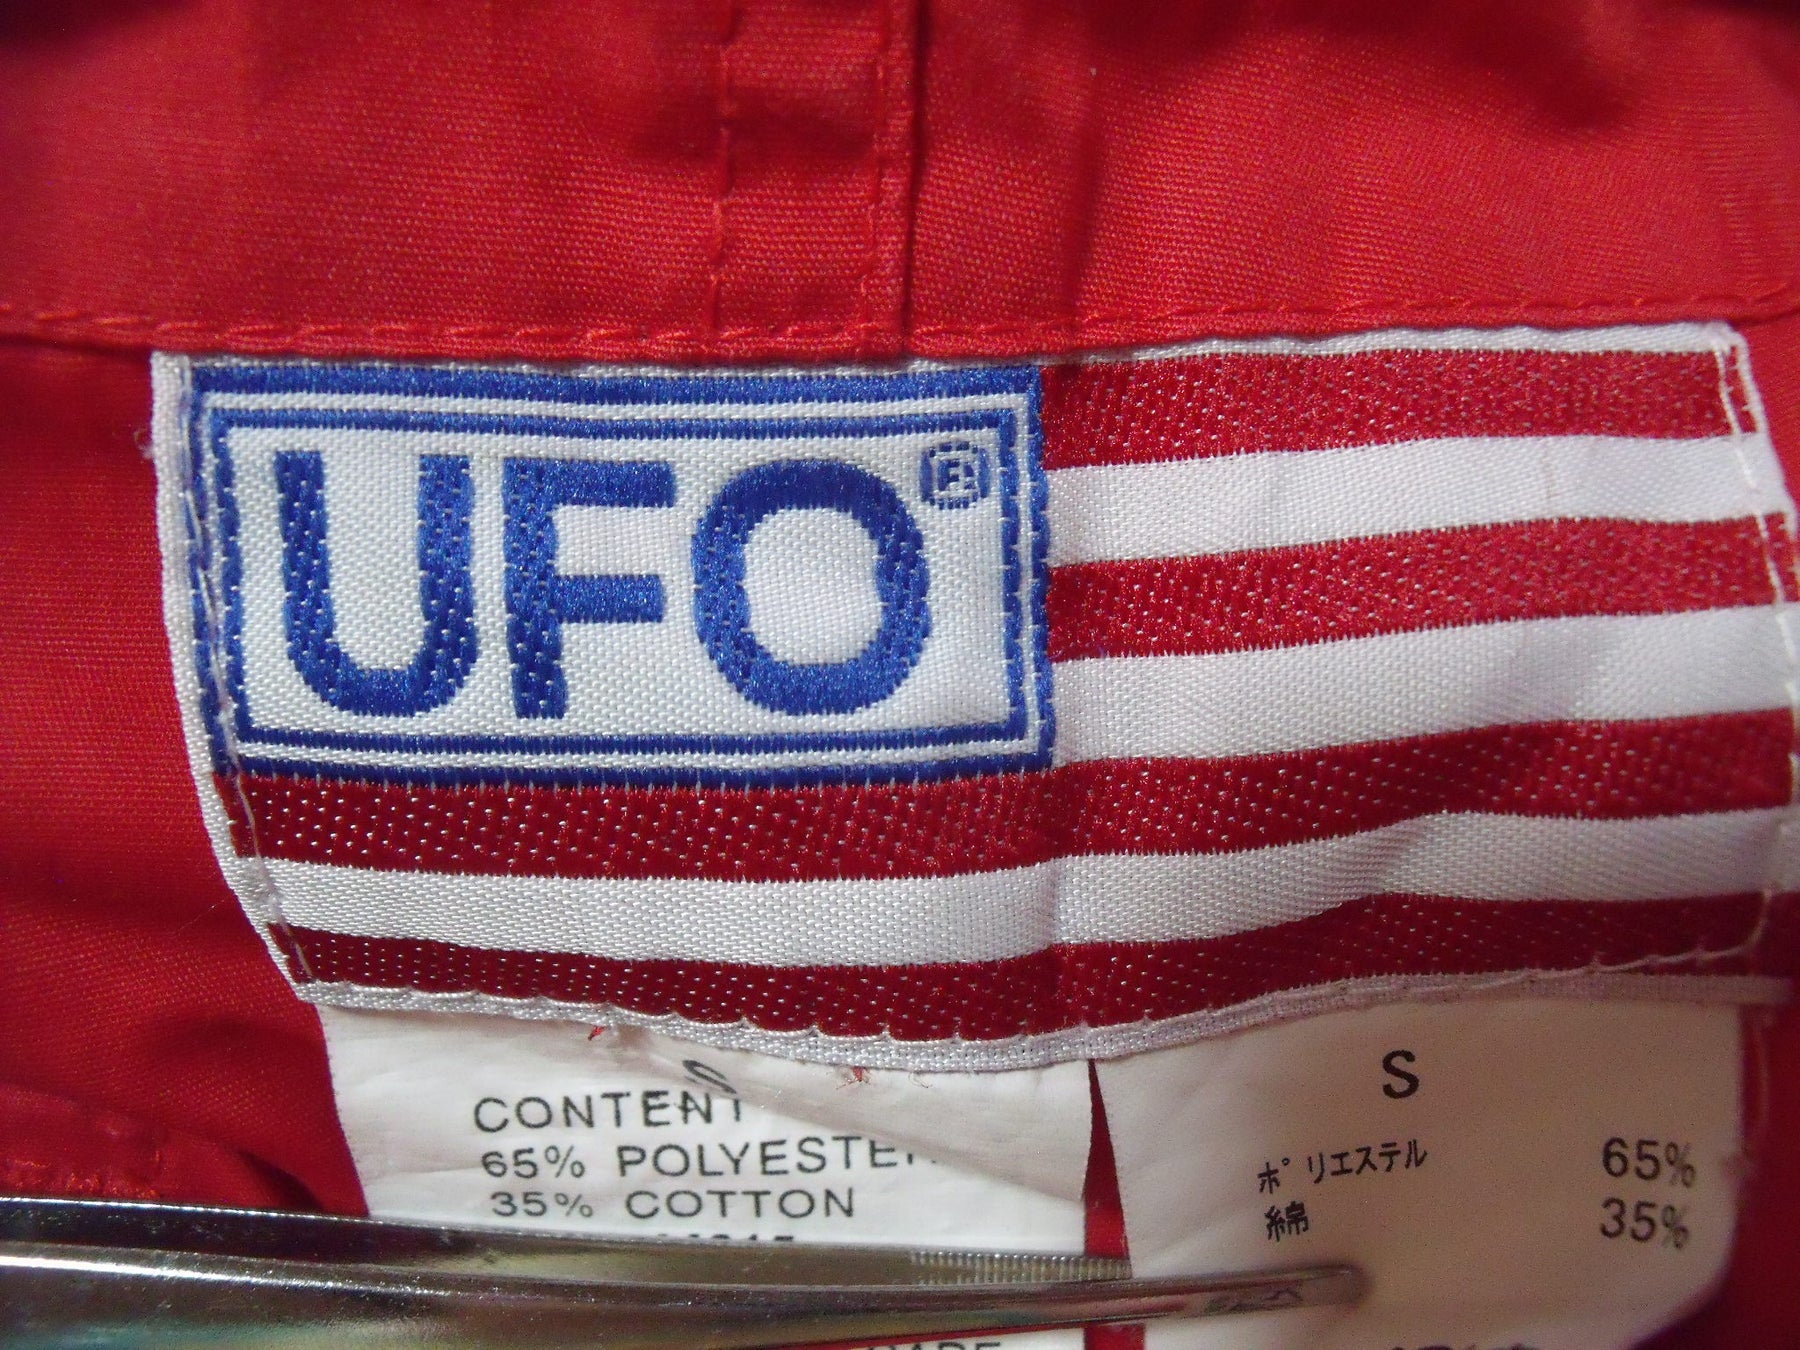 UFO®
CONTENT
65% POLYESTER
35% COTTON
S
ポリエステル 65%
綿 35%